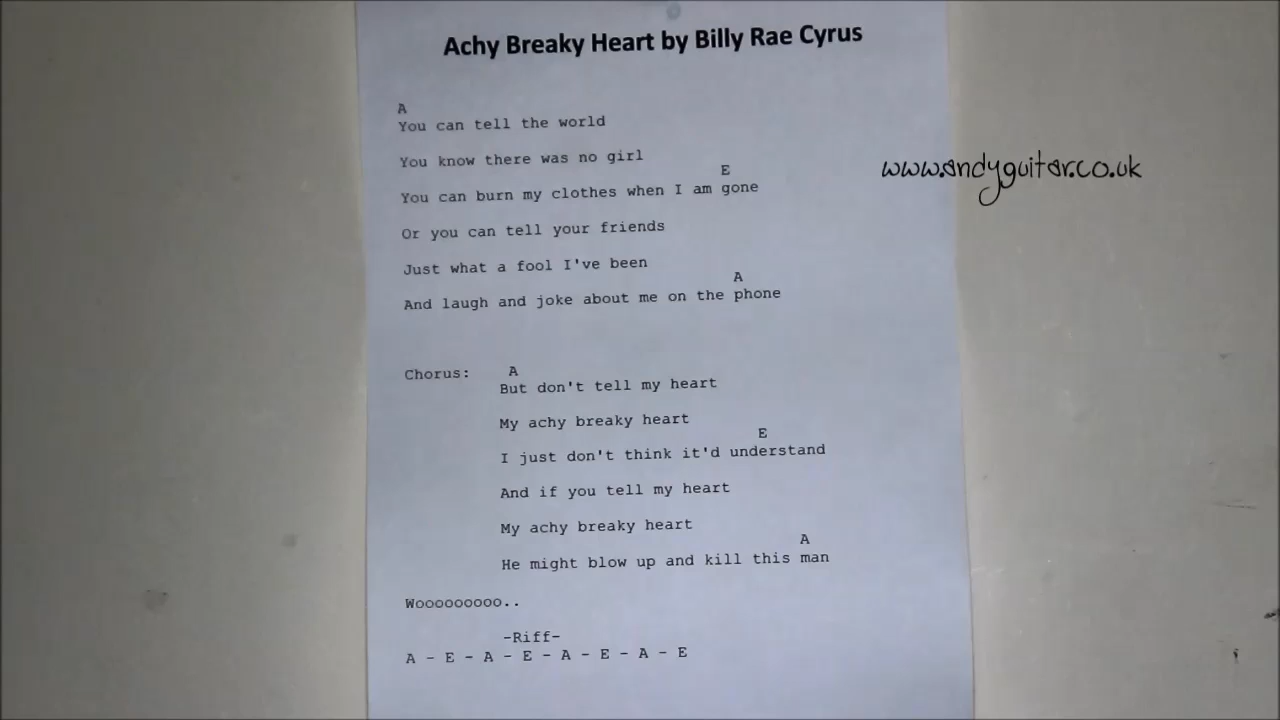 Achy Breaky Heart by Billy Rae Cyrus
www.andyguitar.co.uk
A
You can tell the world
You know there was no girl
E
You can burn my clothes when I am gone
Or you can tell your friends
Just what a fool I've been
A
And laugh and joke about me on the phone
Chorus: A
But don't tell my heart
My achy breaky heart
E
I just don't think it'd understand
And if you tell my heart
My achy breaky heart
A
He might blow up and kill this man
Wooooooooo..
-Riff-
A - E - A - E - A - E - A - E